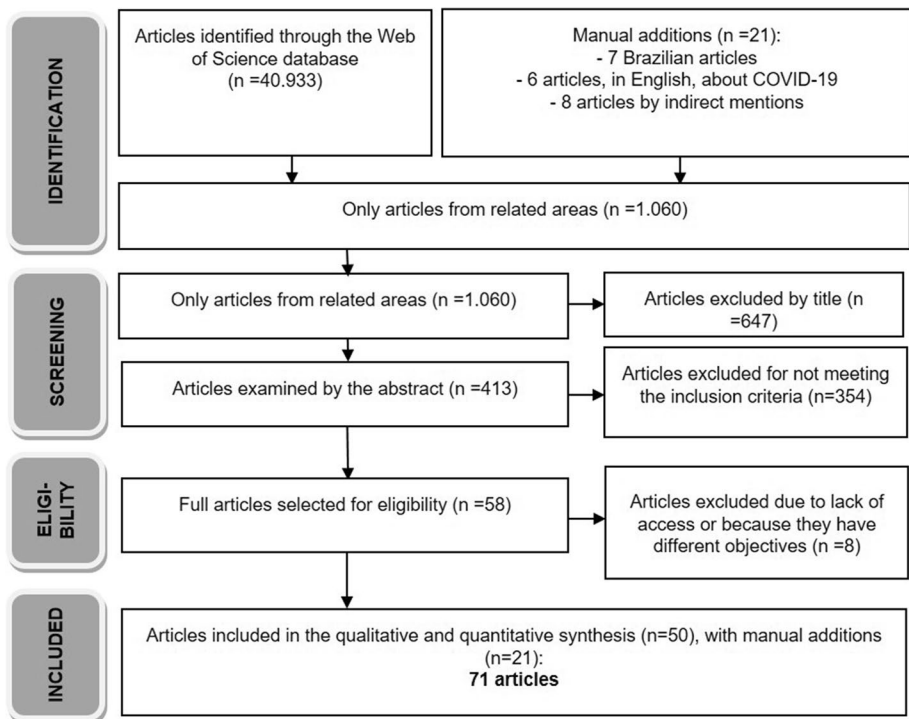 IDENTIFICATION
Articles identified through the Web
of Science database
(n =40.933)
Manual additions (n =21):
- 7 Brazilian articles
- 6 articles, in English, about COVID-19
- 8 articles by indirect mentions
Only articles from related areas (n =1.060)
SCREENING
Only articles from related areas (n =1.060)
Articles excluded by title (n
=647)
Articles examined by the abstract (n =413)
Articles excluded for not meeting
the inclusion criteria (n=354)
ELIGI-
BILITY
Full articles selected for eligibility (n =58)
Articles excluded due to lack of
access or because they have
different objectives (n =8)
INCLUDED
Articles included in the qualitative and quantitative synthesis (n=50), with manual additions
(n=21):
71 articles